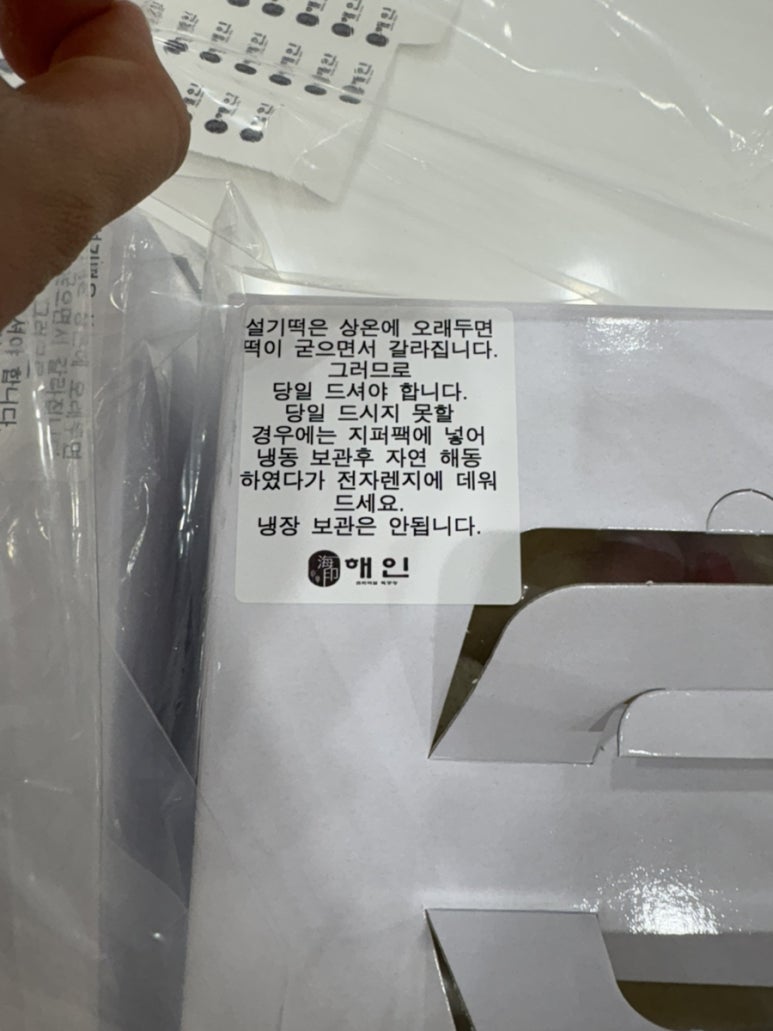 설기떡은 상온에 오래두면
떡이 굳으면서 갈라집니다.
그러므로
당일 드셔야 합니다.
당일 드시지 못할
경우에는 지퍼팩에 넣어
냉동 보관후 자연 해동
하였다가 전자렌지에 데워
드세요.
냉장 보관은 안됩니다.
海印 해인